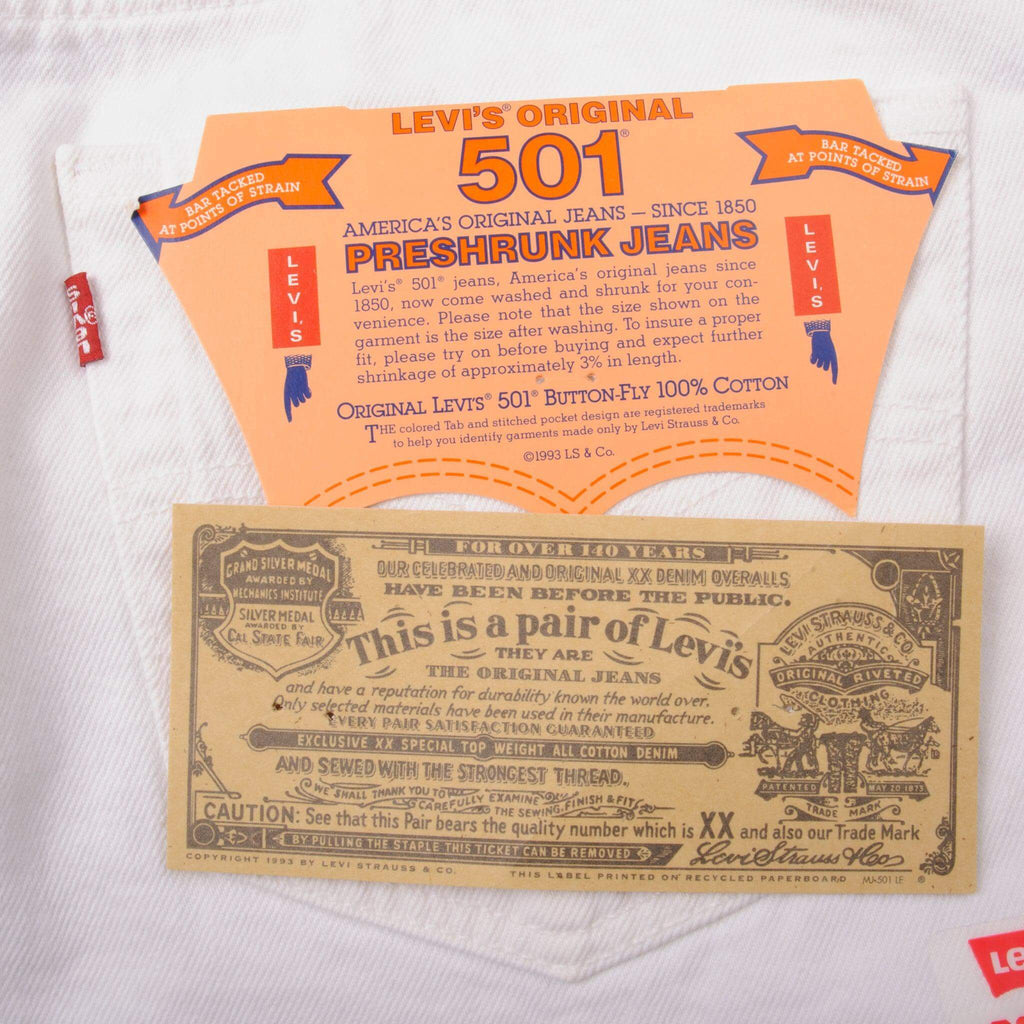 LEVI'S® ORIGINAL
501®
BAR TACKED
AT POINTS OF STRAIN
BAR TACKED
AT POINTS OF STRAIN
AMERICA'S ORIGINAL JEANS — SINCE 1850
PRESHRUNK JEANS
LEVI'S
LEVI'S
Levi's® 501® jeans, America's original jeans since
1850, now come washed and shrunk for your con-
venience. Please note that the size shown on the
garment is the size after washing. To insure a proper
fit, please try on before buying and expect further
shrinkage of approximately 3% in length.
ORIGINAL LEVI'S® 501® BUTTON-FLY 100% COTTON
THE colored Tab and stitched pocket design are registered trademarks
to help you identify garments made only by Levi Strauss & Co.
©1993 LS & Co.
LEVI'S®
GRAND SILVER MEDAL
AWARDED BY
MECHANICS INSTITUTE
SILVER MEDAL
AWARDED BY
CAL STATE FAIR
FOR OVER 140 YEARS
OUR CELEBRATED AND ORIGINAL XX DENIM OVERALLS
HAVE BEEN BEFORE THE PUBLIC.
This is a pair of Levi's
THEY ARE
THE ORIGINAL JEANS
and have a reputation for durability known the world over.
Only selected materials have been used in their manufacture.
EVERY PAIR SATISFACTION GUARANTEED
EXCLUSIVE XX SPECIAL TOP WEIGHT ALL COTTON DENIM
AND SEWED WITH THE STRONGEST THREAD.
WE SHALL THANK YOU TO
CAREFULLY EXAMINE
THE SEWING, FINISH & FIT
LEVI STRAUSS & CO.
AUTHENTIC
ORIGINAL RIVETED
CLOTHING
PATENTED MAY 20 1873
TRADE MARK
CAUTION: See that this Pair bears the quality number which is XX and also our Trade Mark
BY PULLING THE STAPLE THIS TICKET CAN BE REMOVED
Levi Strauss & Co
COPYRIGHT 1993 BY LEVI STRAUSS & CO.
THIS LABEL PRINTED ON RECYCLED PAPERBOARD
MJ-501 LE ®